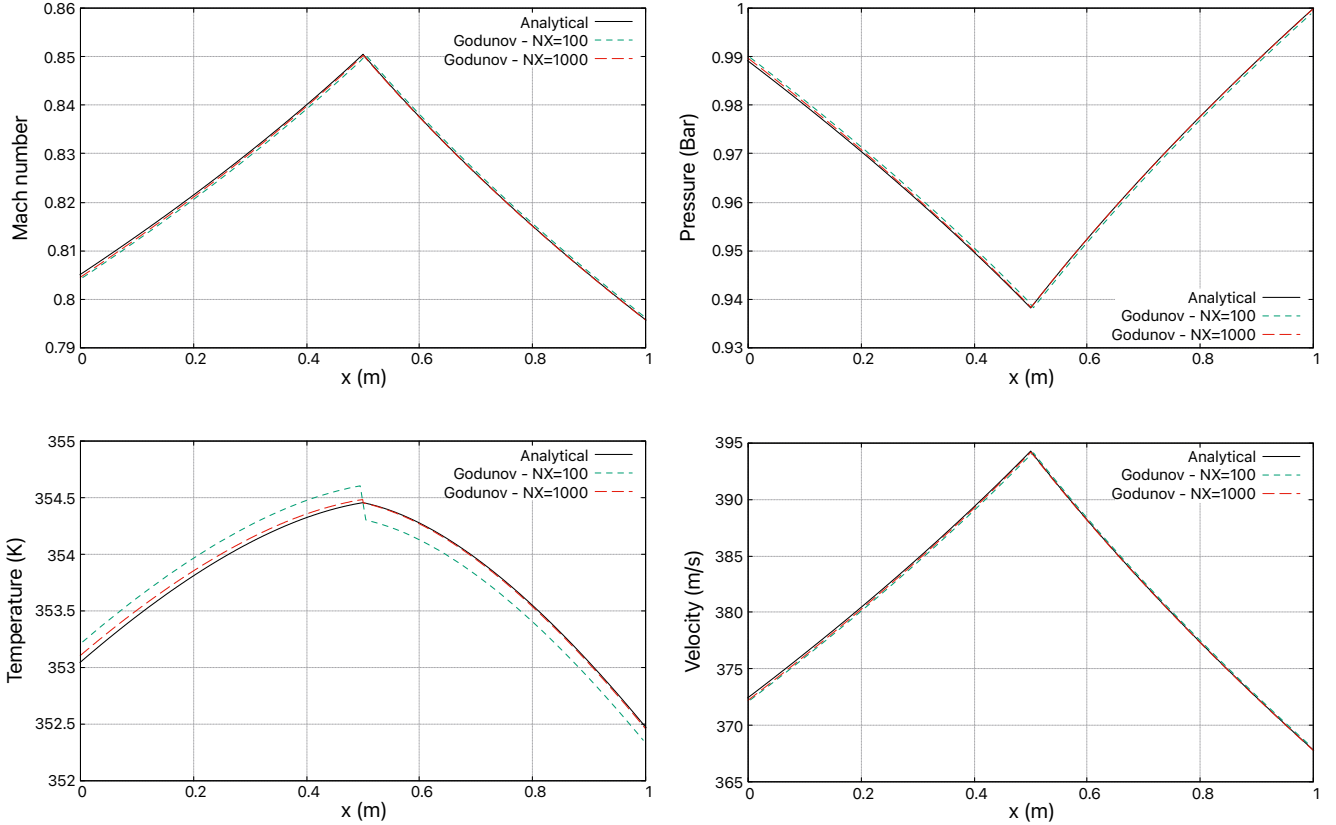 0.86
0.85
0.84
0.83
0.82
0.81
0.8
0.79
Mach number
Analytical
Godunov - NX=100
Godunov - NX=1000
0 0.2 0.4 0.6 0.8 1
x (m)
1
0.99
0.98
0.97
0.96
0.95
0.94
0.93
Pressure (Bar)
Analytical
Godunov - NX=100
Godunov - NX=1000
0 0.2 0.4 0.6 0.8 1
x (m)
355
354.5
354
353.5
353
352.5
352
Temperature (K)
Analytical
Godunov - NX=100
Godunov - NX=1000
0 0.2 0.4 0.6 0.8 1
x (m)
395
390
385
380
375
370
365
Velocity (m/s)
Analytical
Godunov - NX=100
Godunov - NX=1000
0 0.2 0.4 0.6 0.8 1
x (m)